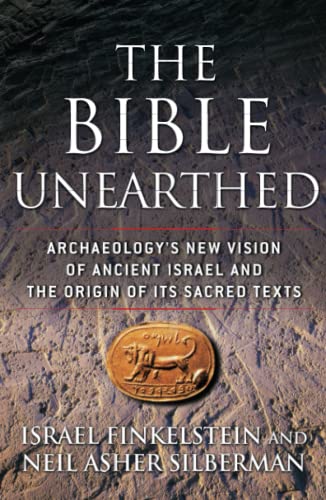 THE
BIBLE
UNEARTHED
ARCHAEOLOGY'S NEW VISION
OF ANCIENT ISRAEL AND
THE ORIGIN OF ITS SACRED TEXTS
ISRAEL FINKELSTEIN AND
NEIL ASHER SILBERMAN